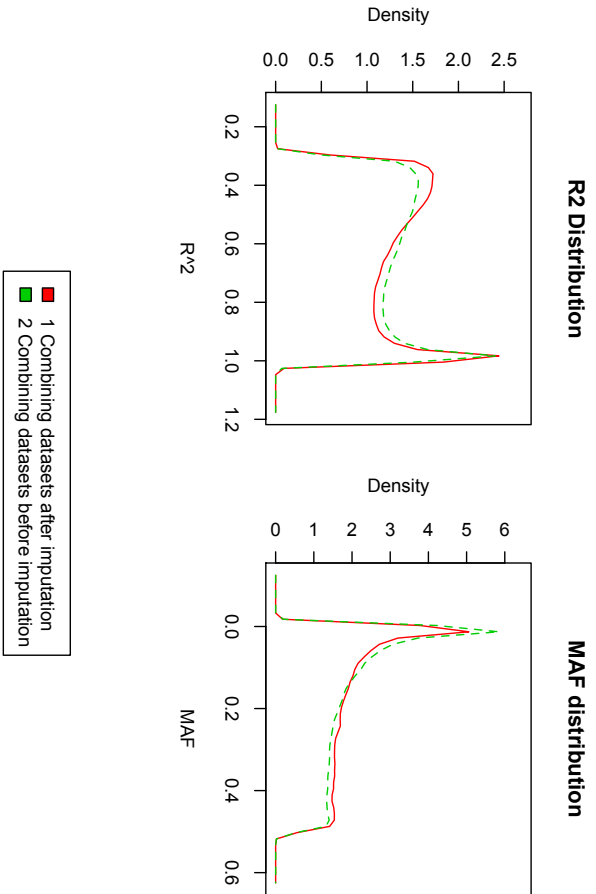 R2 Distribution
Density
0.0 0.5 1.0 1.5 2.0 2.5
0.2 0.4 0.6 0.8 1.0 1.2
R^2
MAF distribution
Density
0 1 2 3 4 5 6
0.0 0.2 0.4 0.6
MAF
1 Combining datasets after imputation
2 Combining datasets before imputation